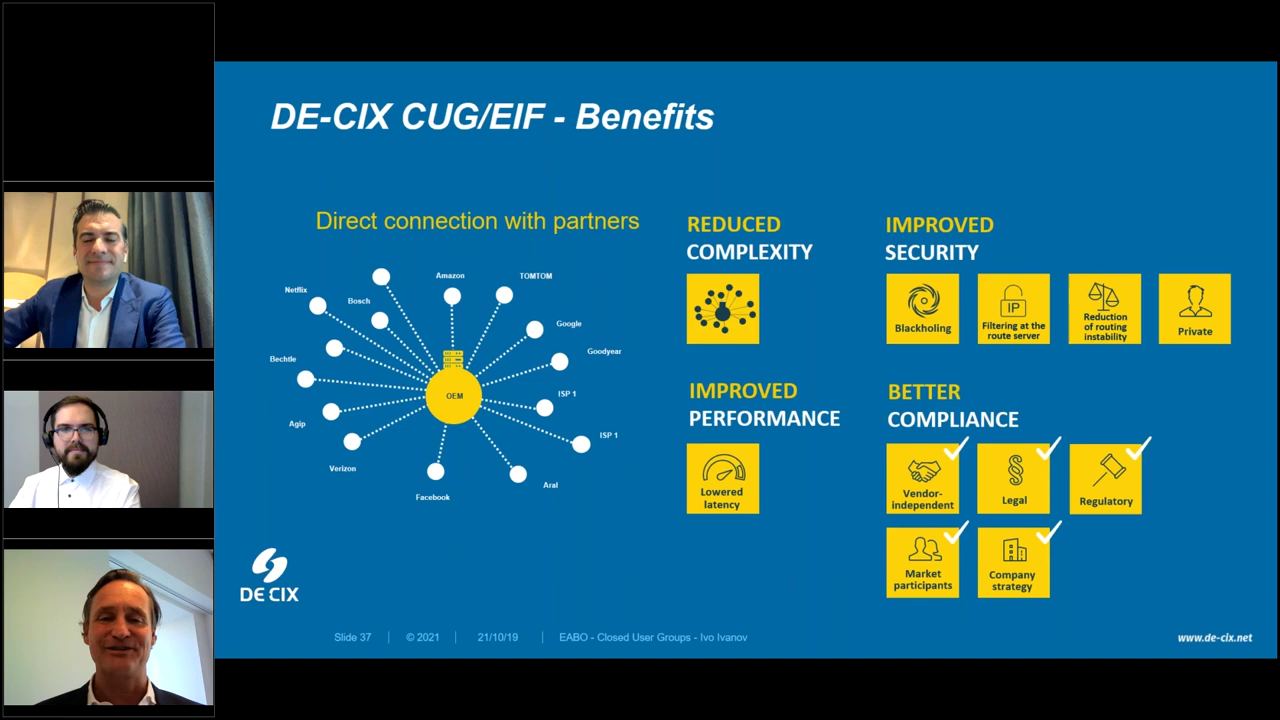 DE-CIX CUG/EIF - Benefits
Direct connection with partners
Netflix
Bosch
Amazon
TOMTOM
Google
Goodyear
Bechtle
ISP 1
ISP 1
Agip
Verizon
Facebook
Aral
OEM
REDUCED
COMPLEXITY
IMPROVED
SECURITY
Blackholing
IP
Filtering at the
route server
Reduction
of routing
instability
Private
IMPROVED
PERFORMANCE
Lowered
latency
BETTER
COMPLIANCE
Vendor-
independent
§
Legal
Regulatory
Market
participants
Company
strategy
DE CIX
Slide 37 | © 2021 | 21/10/19 | EABO - Closed User Groups - Ivo Ivanov
www.de-cix.net